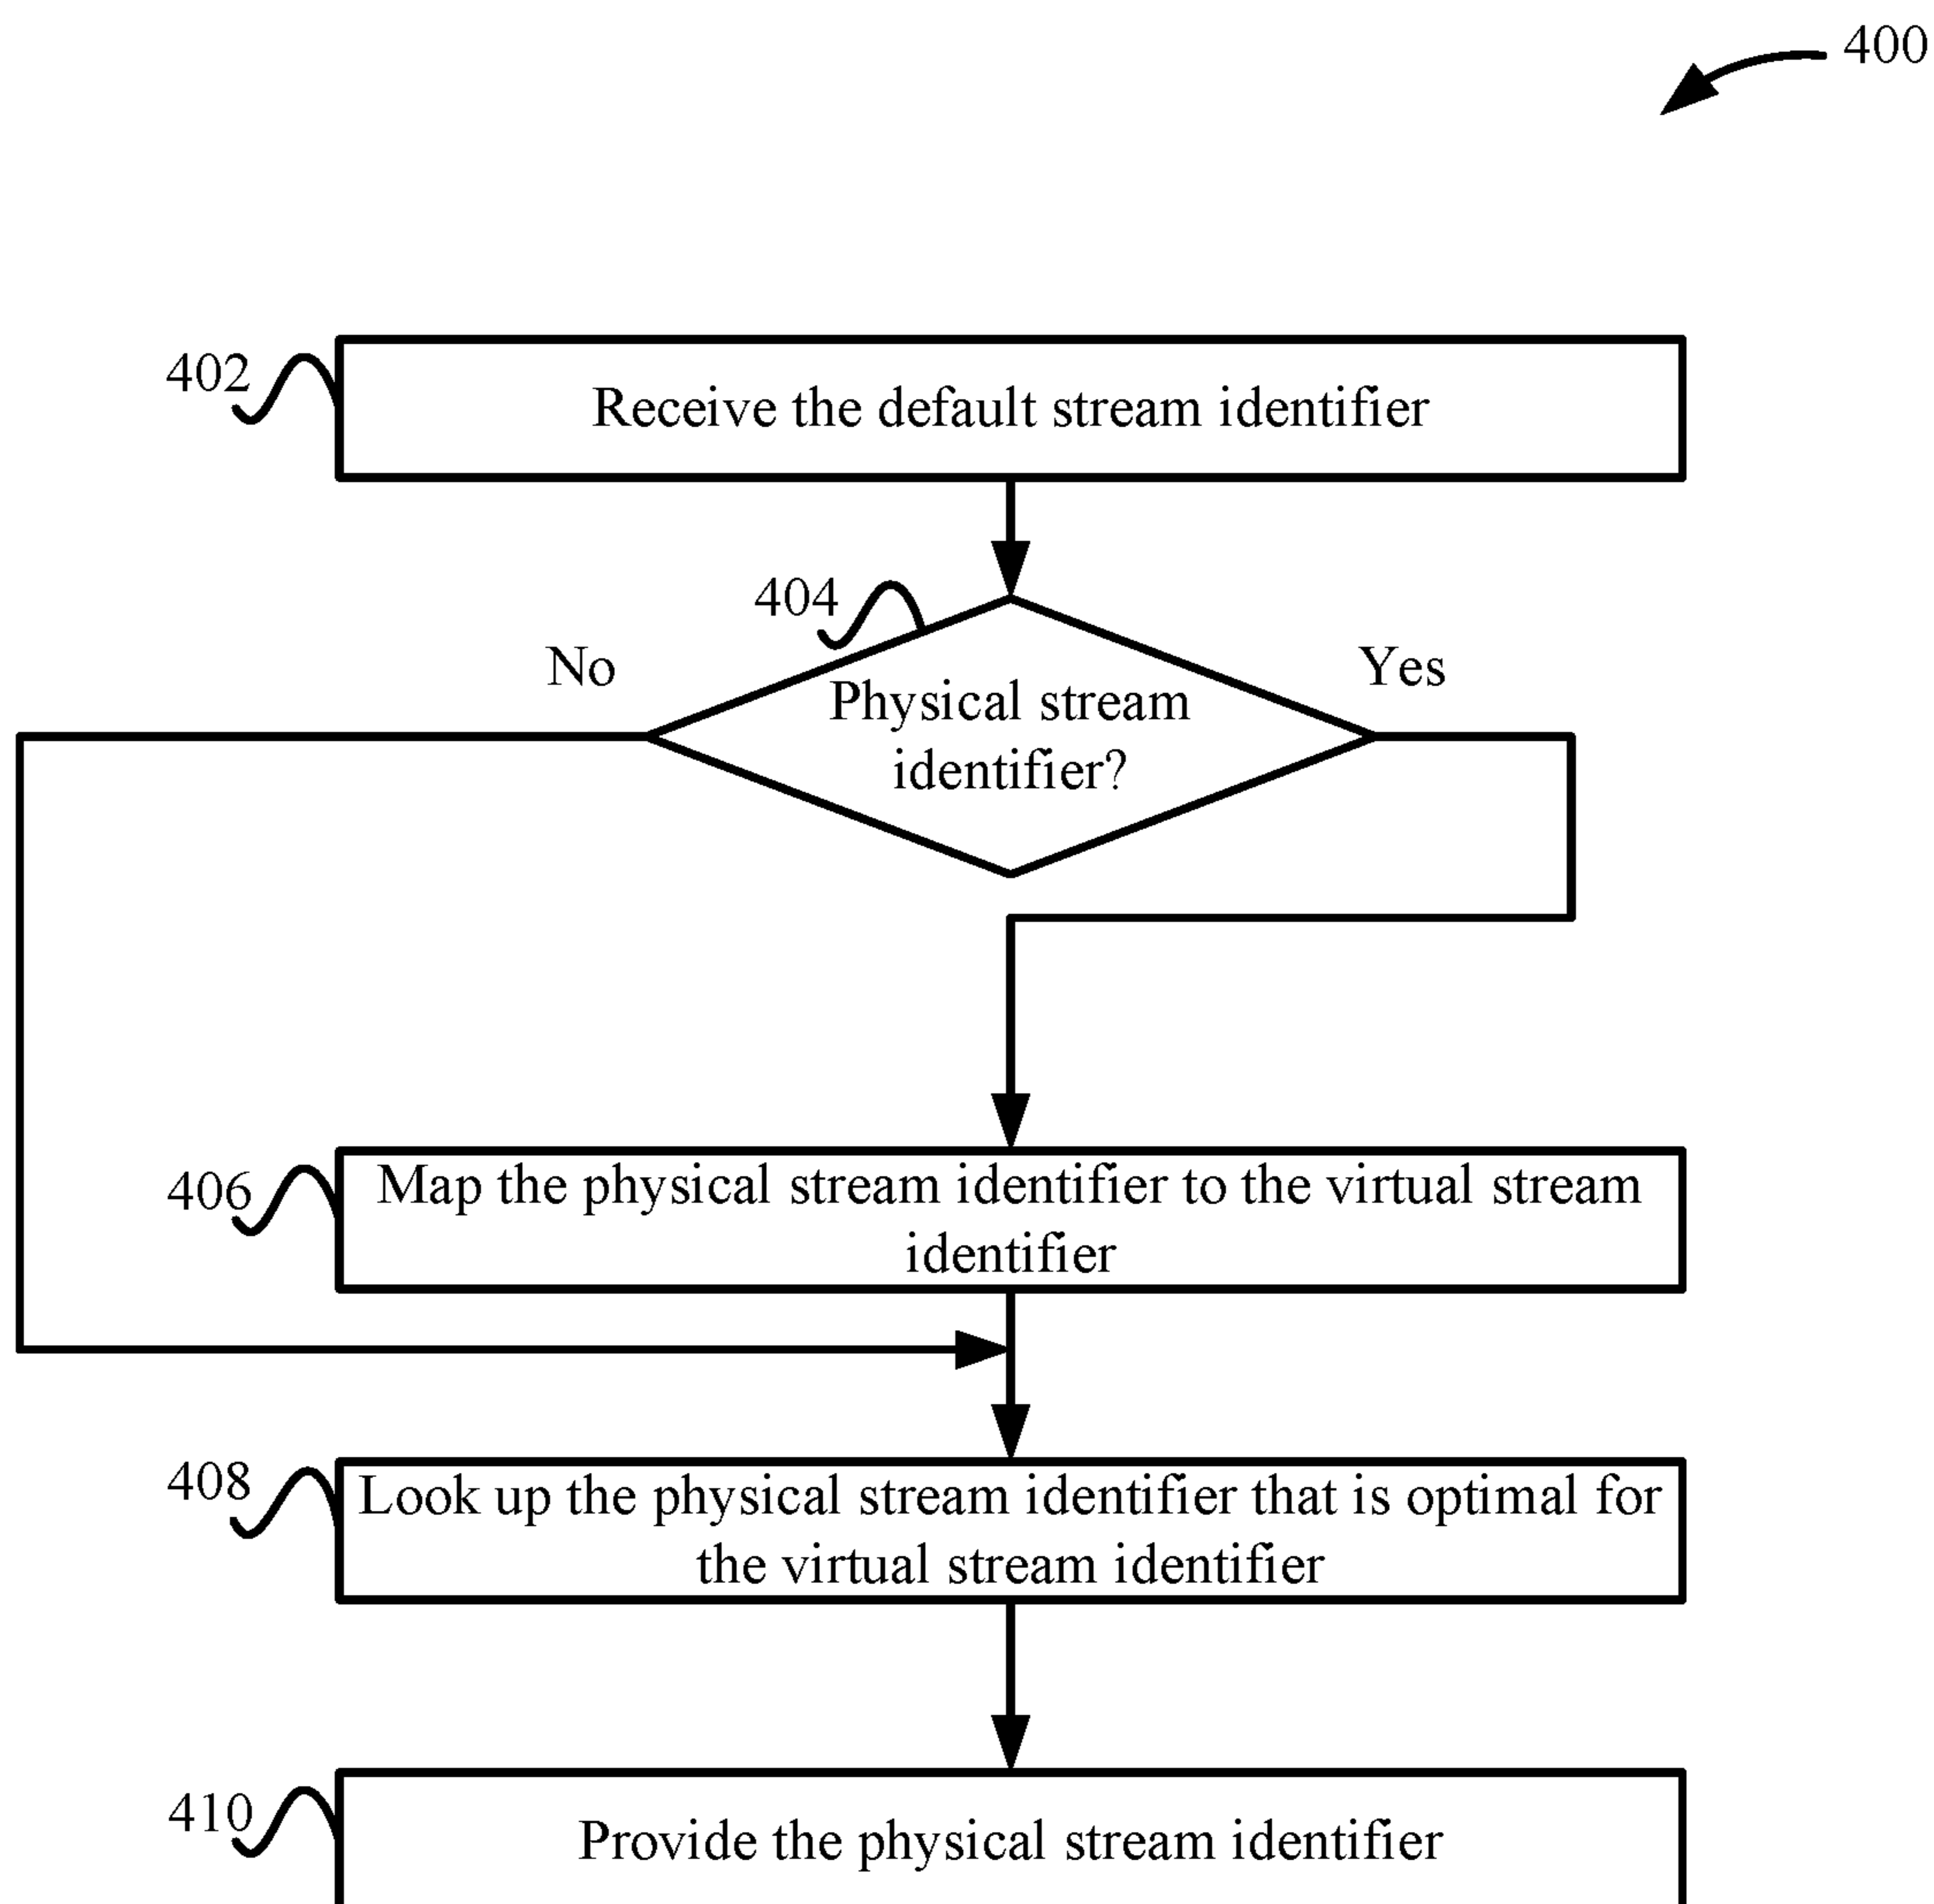 400
402
Receive the default stream identifier
404
No
Yes
Physical stream
identifier?
406
Map the physical stream identifier to the virtual stream
identifier
408
Look up the physical stream identifier that is optimal for
the virtual stream identifier
410
Provide the physical stream identifier